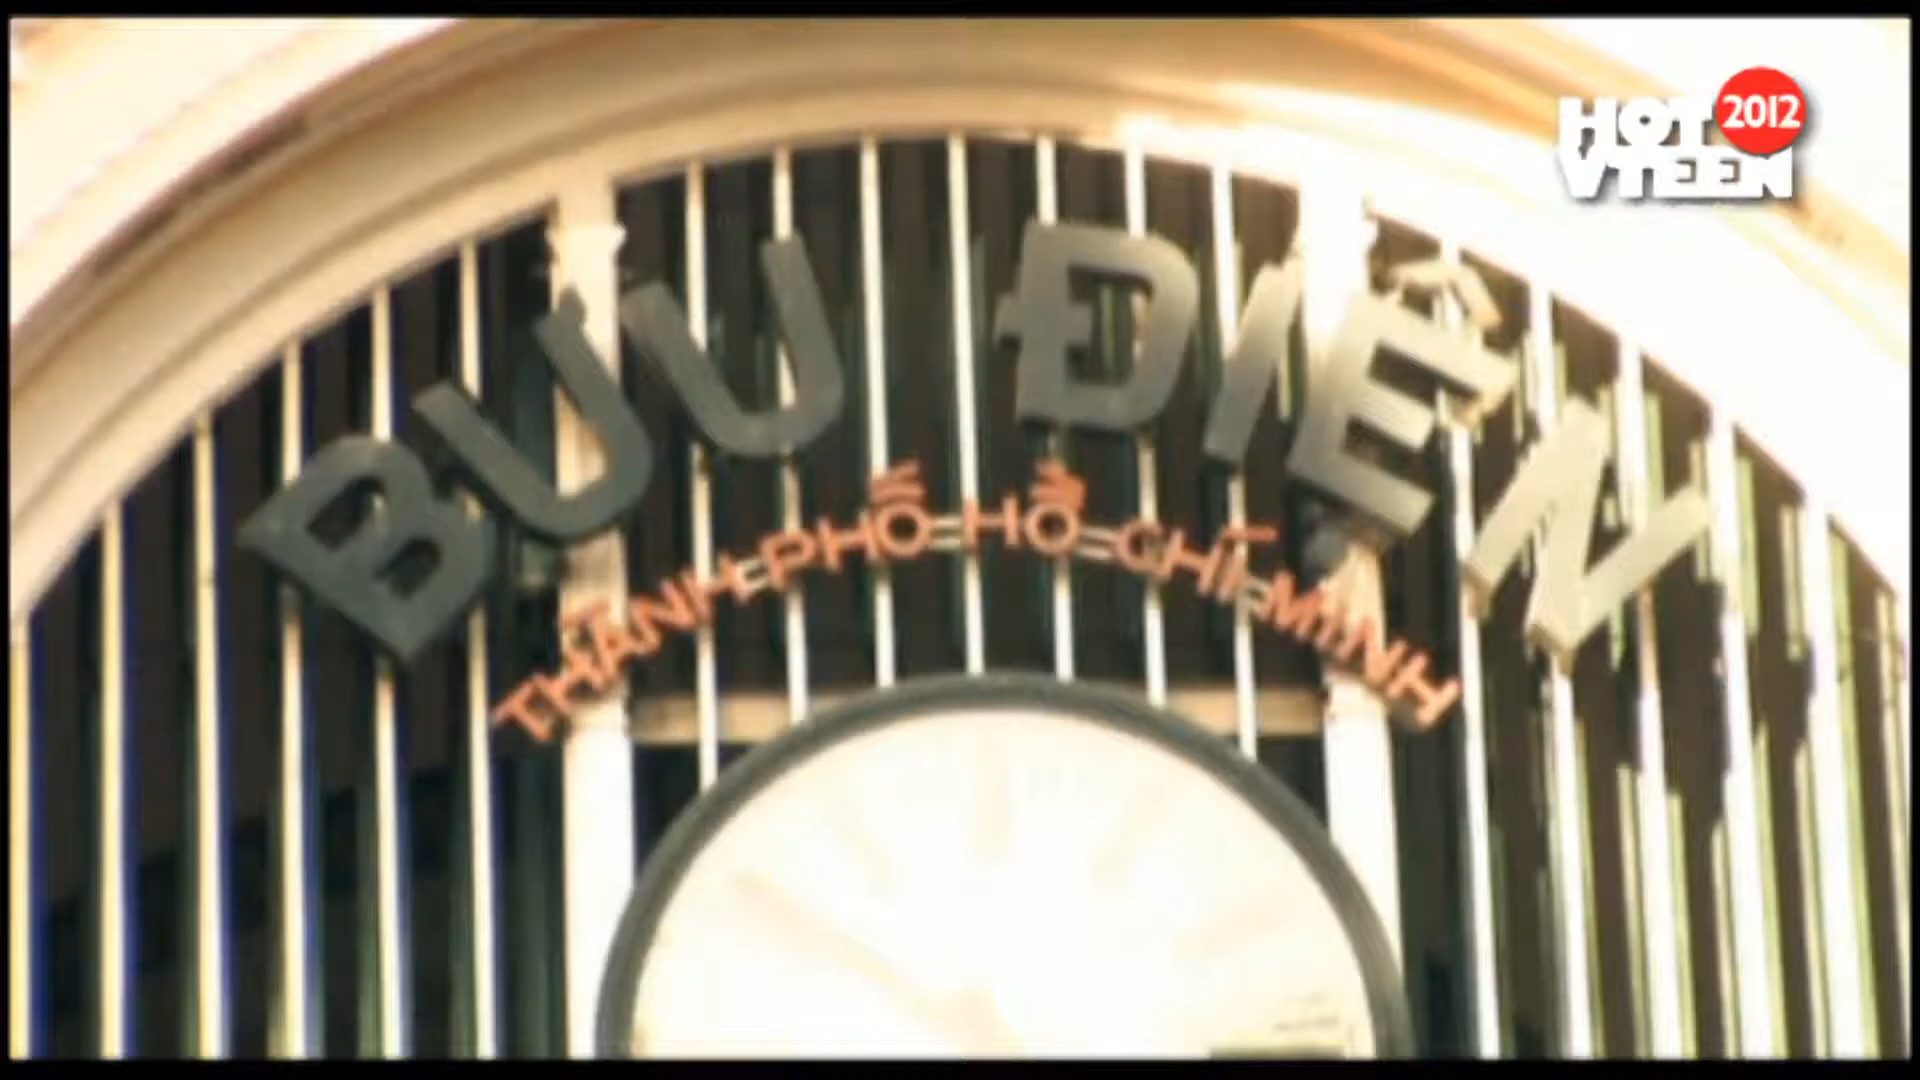 BƯU ĐIỆN
THÀNH PHỐ HỒ CHÍ MINH
HOT 2012
VTEEN